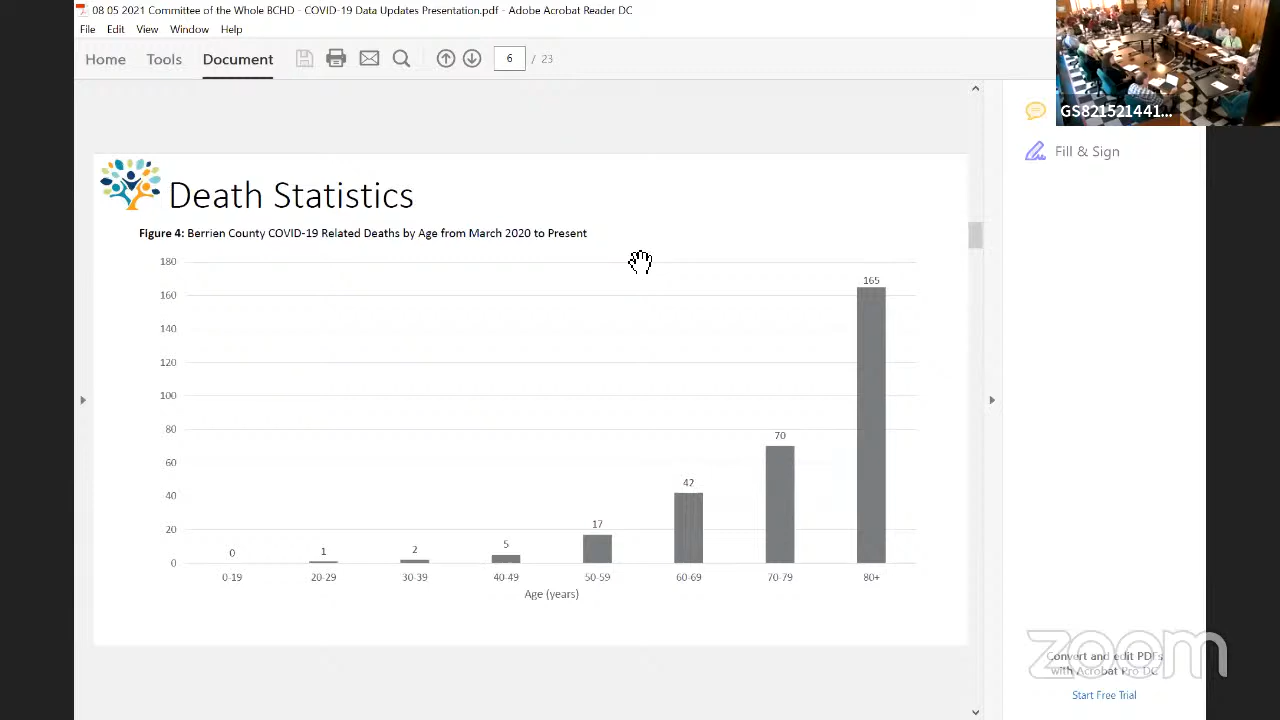 08 05 2021 Committee of the Whole BCHD - COVID-19 Data Updates Presentation.pdf - Adobe Acrobat Reader DC
File Edit View Window Help
Home Tools Document 6 / 23
GS821521441...
Fill & Sign
Death Statistics
Figure 4: Berrien County COVID-19 Related Deaths by Age from March 2020 to Present
180
160
140
120
100
80
60
40
20
0
0
1
2
5
17
42
70
165
0-19 20-29 30-39 40-49 50-59 60-69 70-79 80+
Age (years)
zoom
Convert and edit PDFs
with Acrobat Pro DC
Start Free Trial